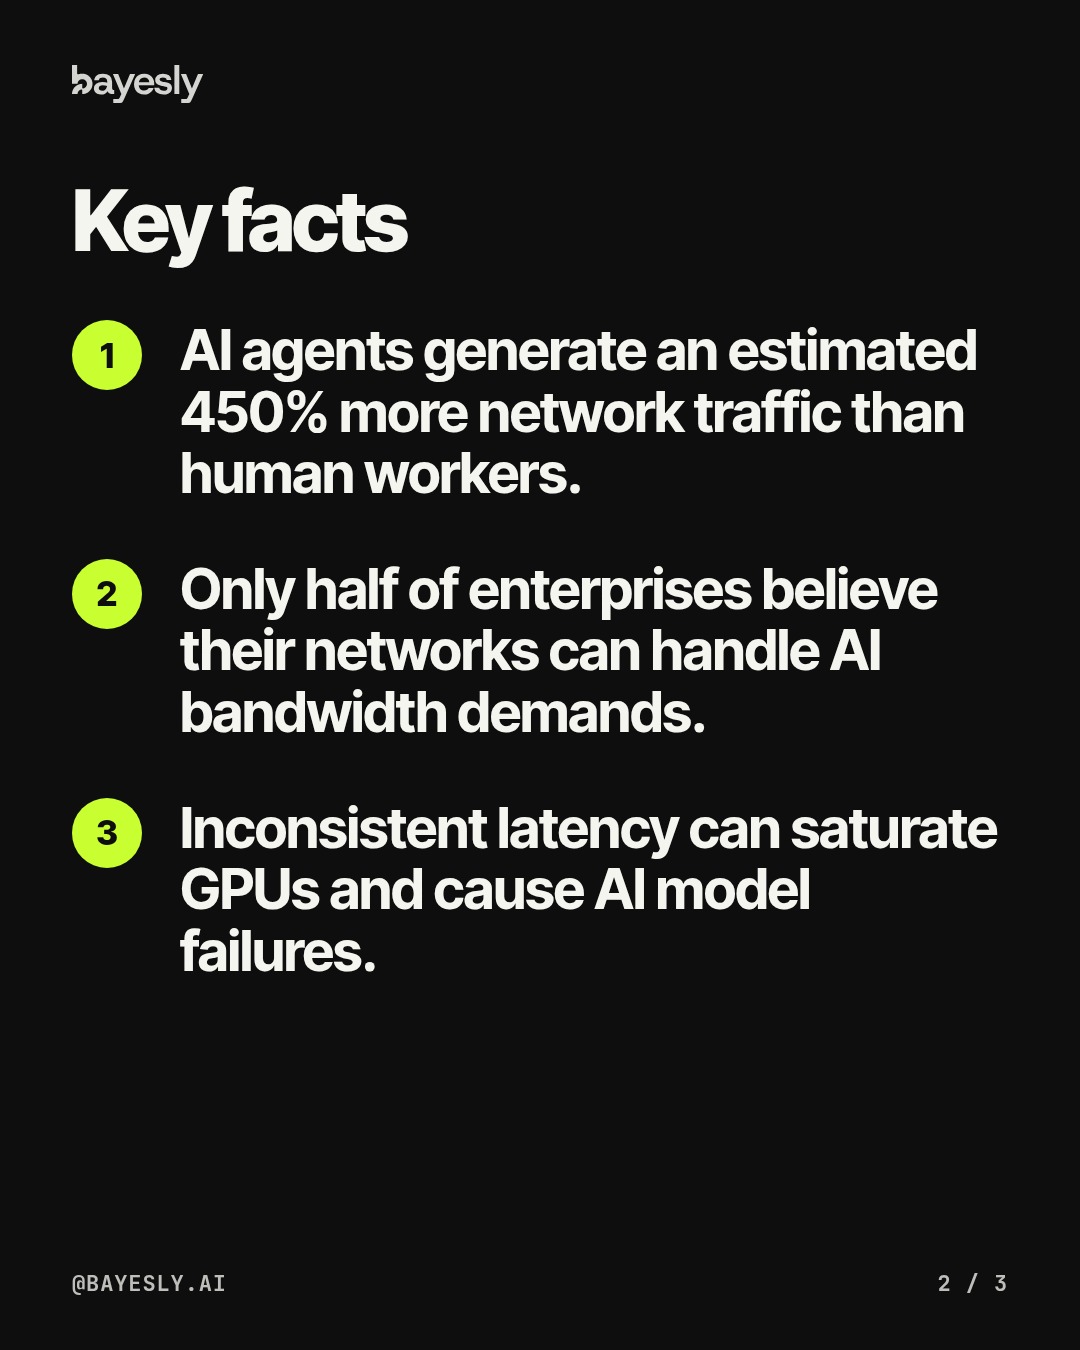 bayesly
Key facts
1
AI agents generate an estimated
450% more network traffic than
human workers.
2
Only half of enterprises believe
their networks can handle AI
bandwidth demands.
3
Inconsistent latency can saturate
GPUs and cause AI model
failures.
@BAYESLY.AI
2 / 3